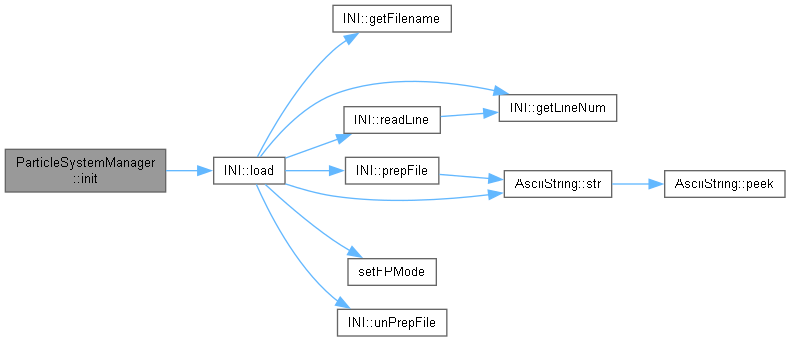 INI::getFilename
INI::getLineNum
INI::readLine
ParticleSystemManager
::init
INI::load
INI::prepFile
AsciiString::str
AsciiString::peek
setFPMode
INI::unPrepFile